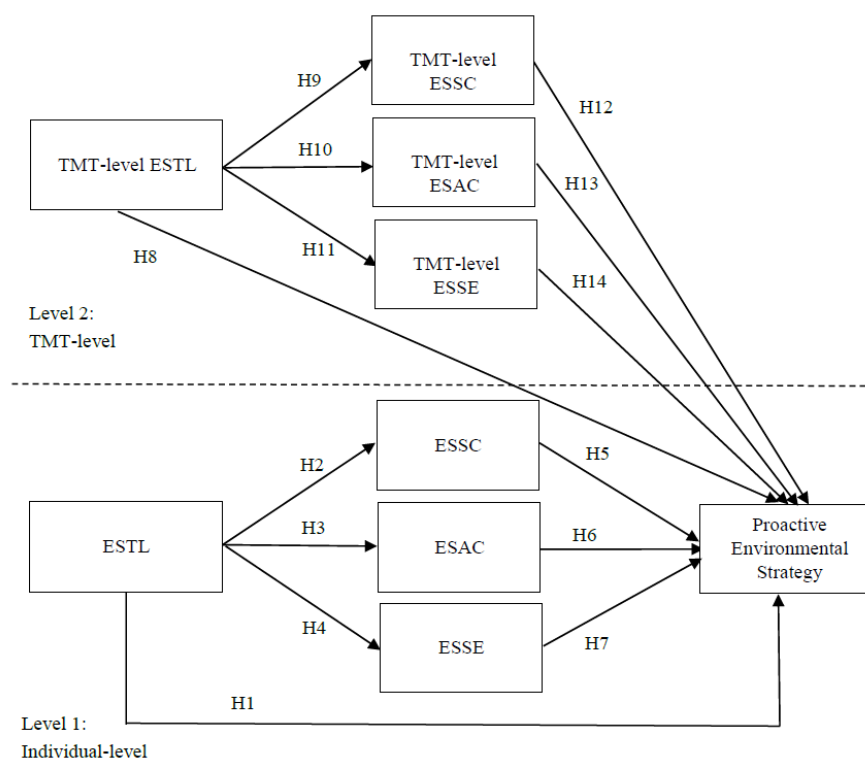 TMT-level
ESSC
H9
H12
TMT-level ESTL
H10
TMT-level
ESAC
H13
H11
H8
TMT-level
ESSE
H14
Level 2:
TMT-level
ESSC
H2
H5
ESTL
H3
ESAC
H6
Proactive
Environmental
Strategy
H4
ESSE
H7
H1
Level 1:
Individual-level